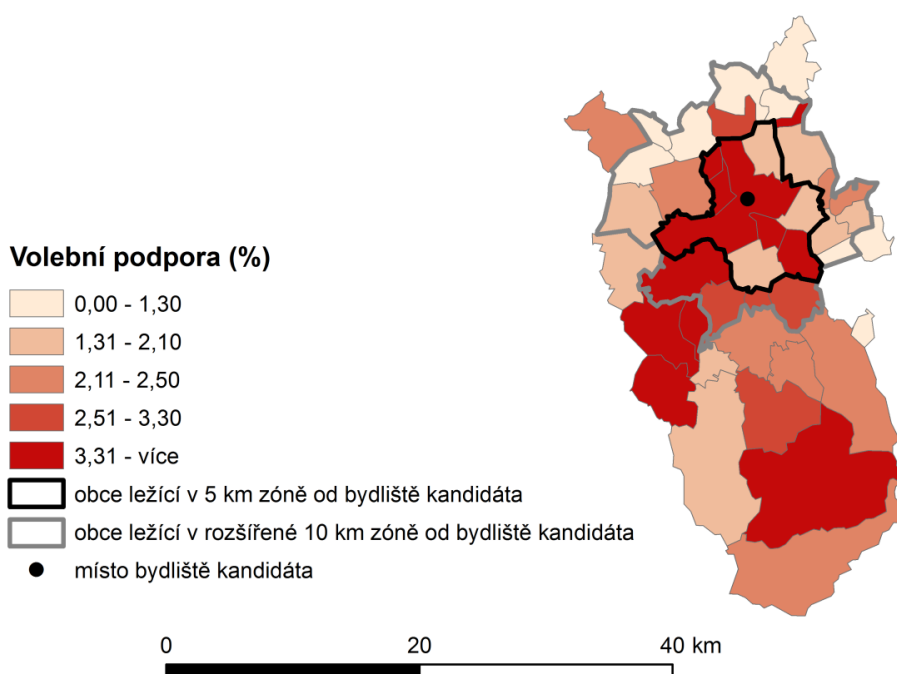 Volební podpora (%)
0,00 - 1,30
1,31 - 2,10
2,11 - 2,50
2,51 - 3,30
3,31 - více
obce ležící v 5 km zóně od bydliště kandidáta
obce ležící v rozšířené 10 km zóně od bydliště kandidáta
místo bydliště kandidáta
0 20 40 km